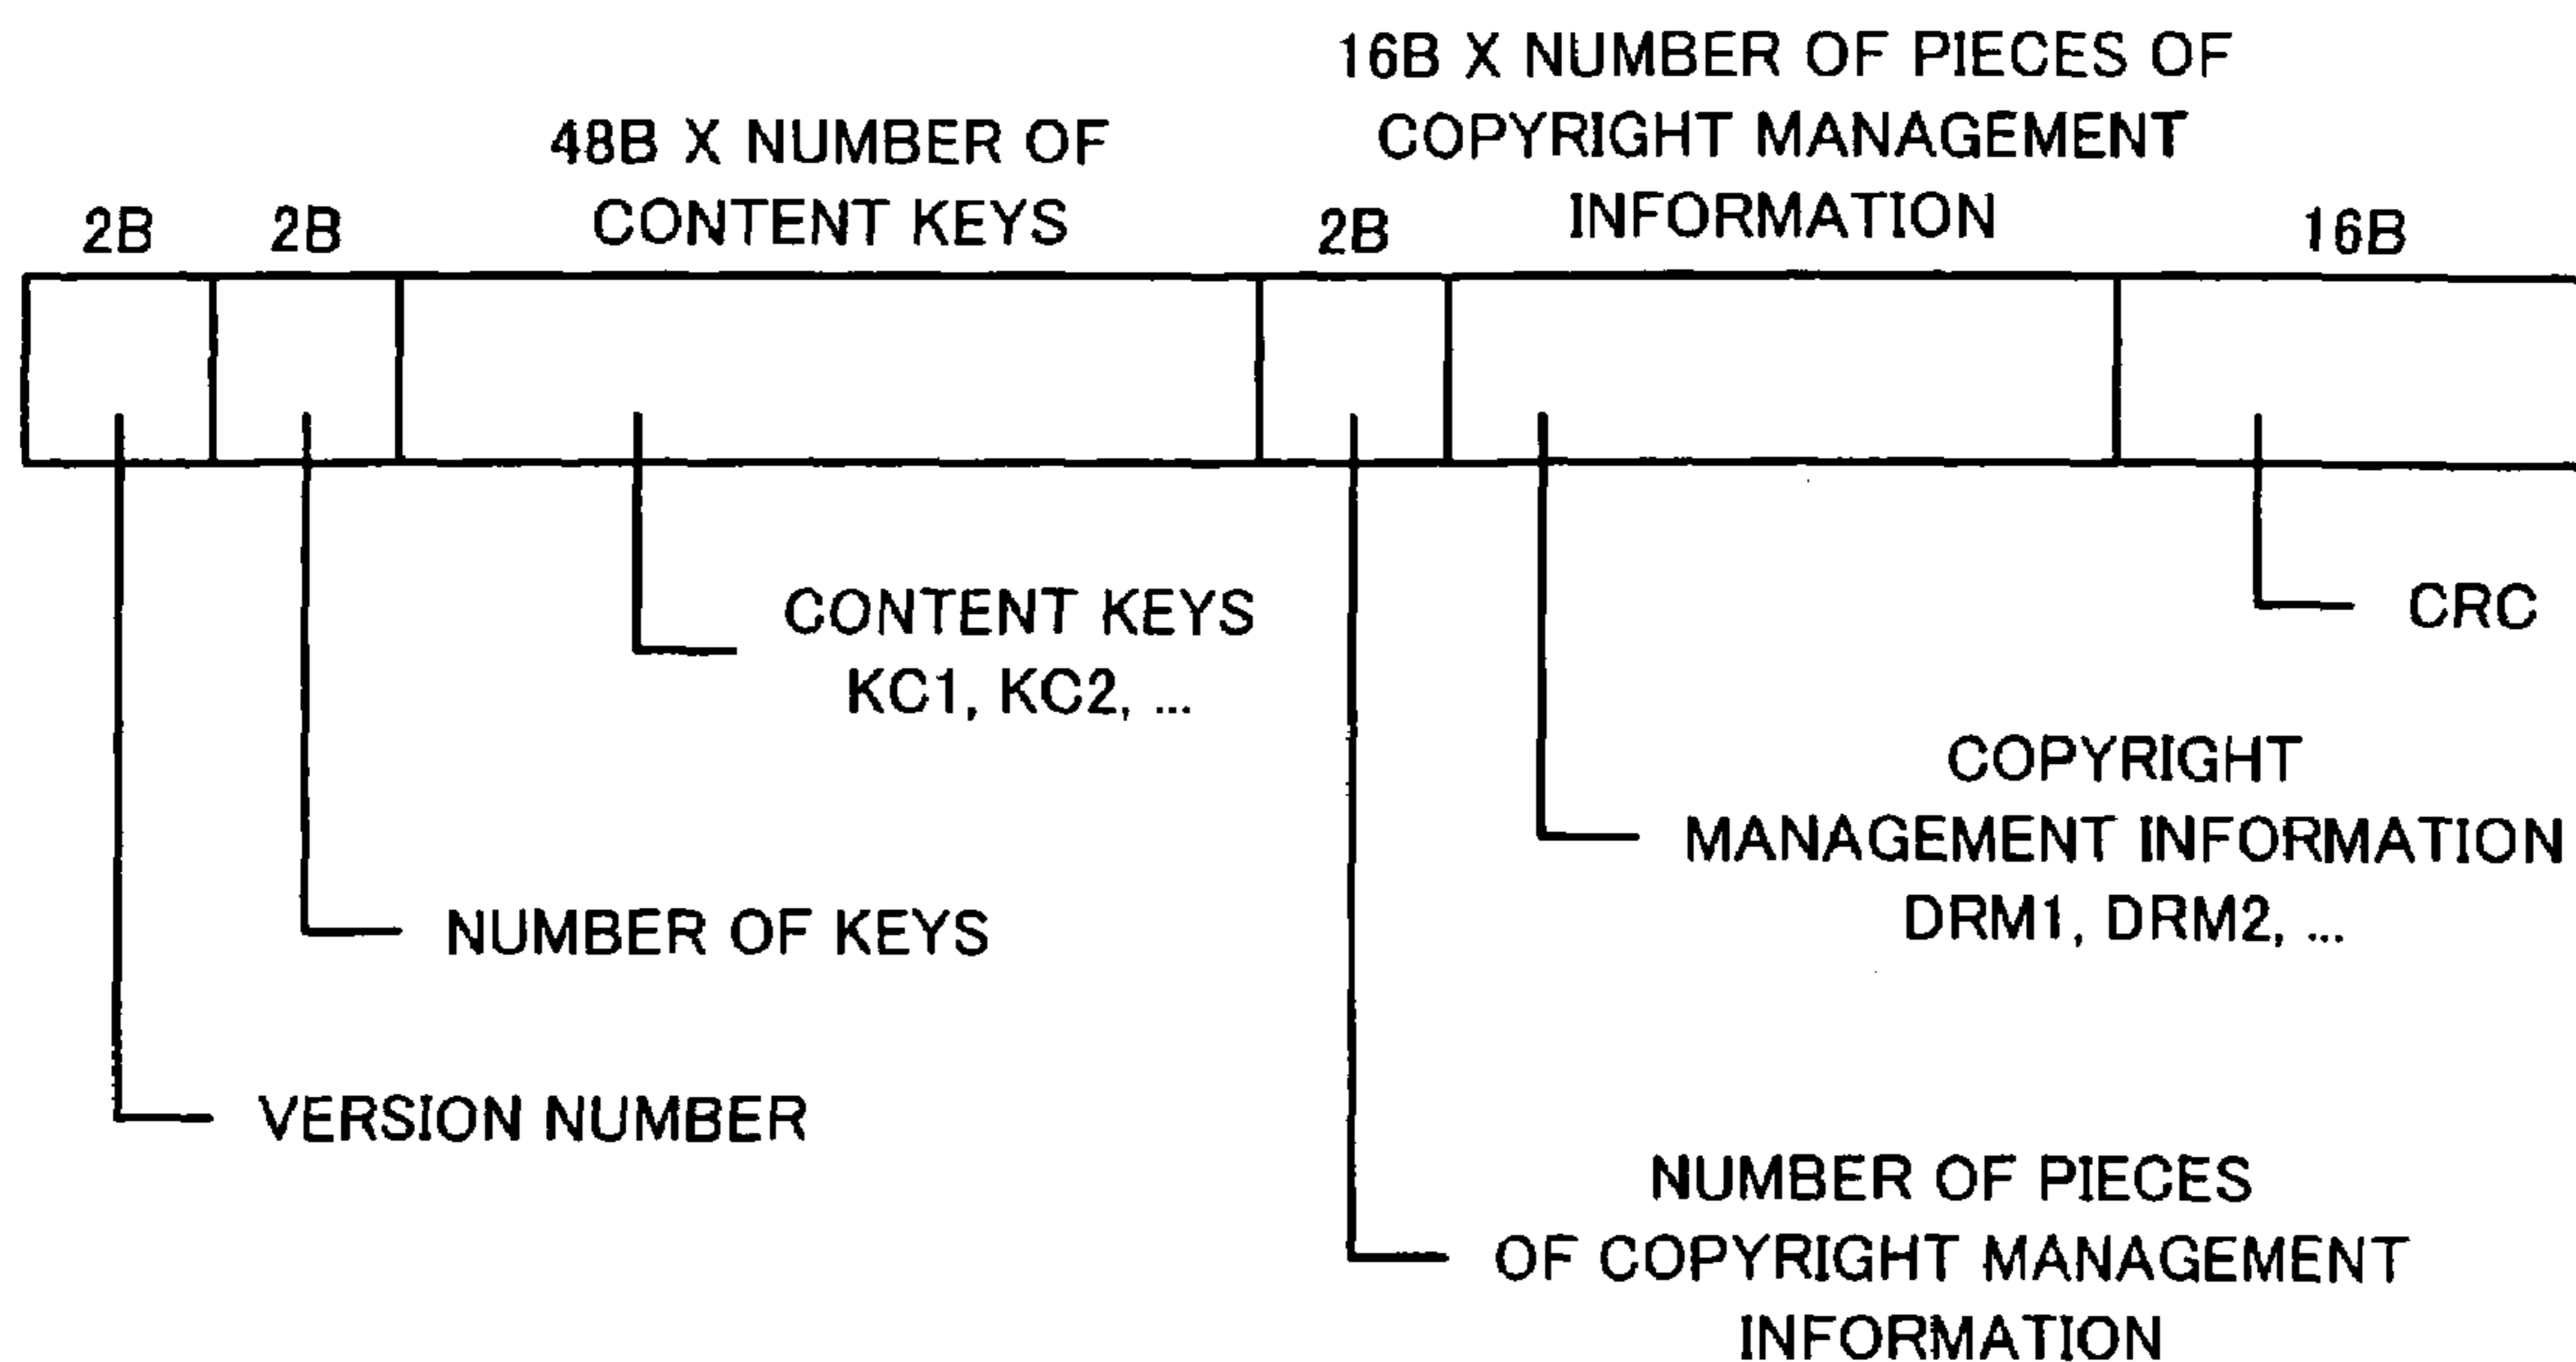 2B
2B
48B X NUMBER OF
CONTENT KEYS
2B
16B X NUMBER OF PIECES OF
COPYRIGHT MANAGEMENT
INFORMATION
16B
CONTENT KEYS
KC1, KC2, ...
CRC
COPYRIGHT
MANAGEMENT INFORMATION
DRM1, DRM2, ...
NUMBER OF KEYS
VERSION NUMBER
NUMBER OF PIECES
OF COPYRIGHT MANAGEMENT
INFORMATION